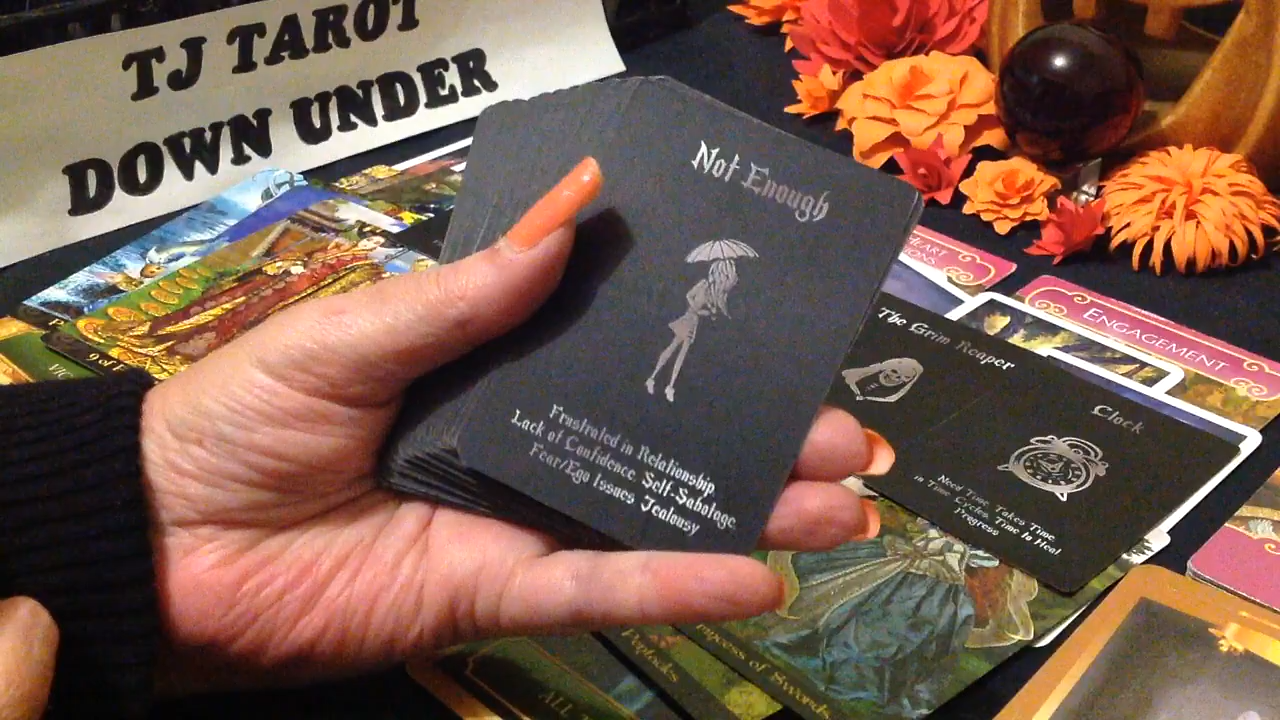 TJ TAROT
DOWN UNDER
Not Enough
Frustrated in Relationship,
Lack of Confidence, Self-Sabotage,
Fear/Ego Issues Jealousy
HEART
ENGAGEMENT
The Grim Reaper
Clock
Need Time, Takes Time,
in Time, Cycles, Time to Heal
Progress
9 of
of Swords
ALL